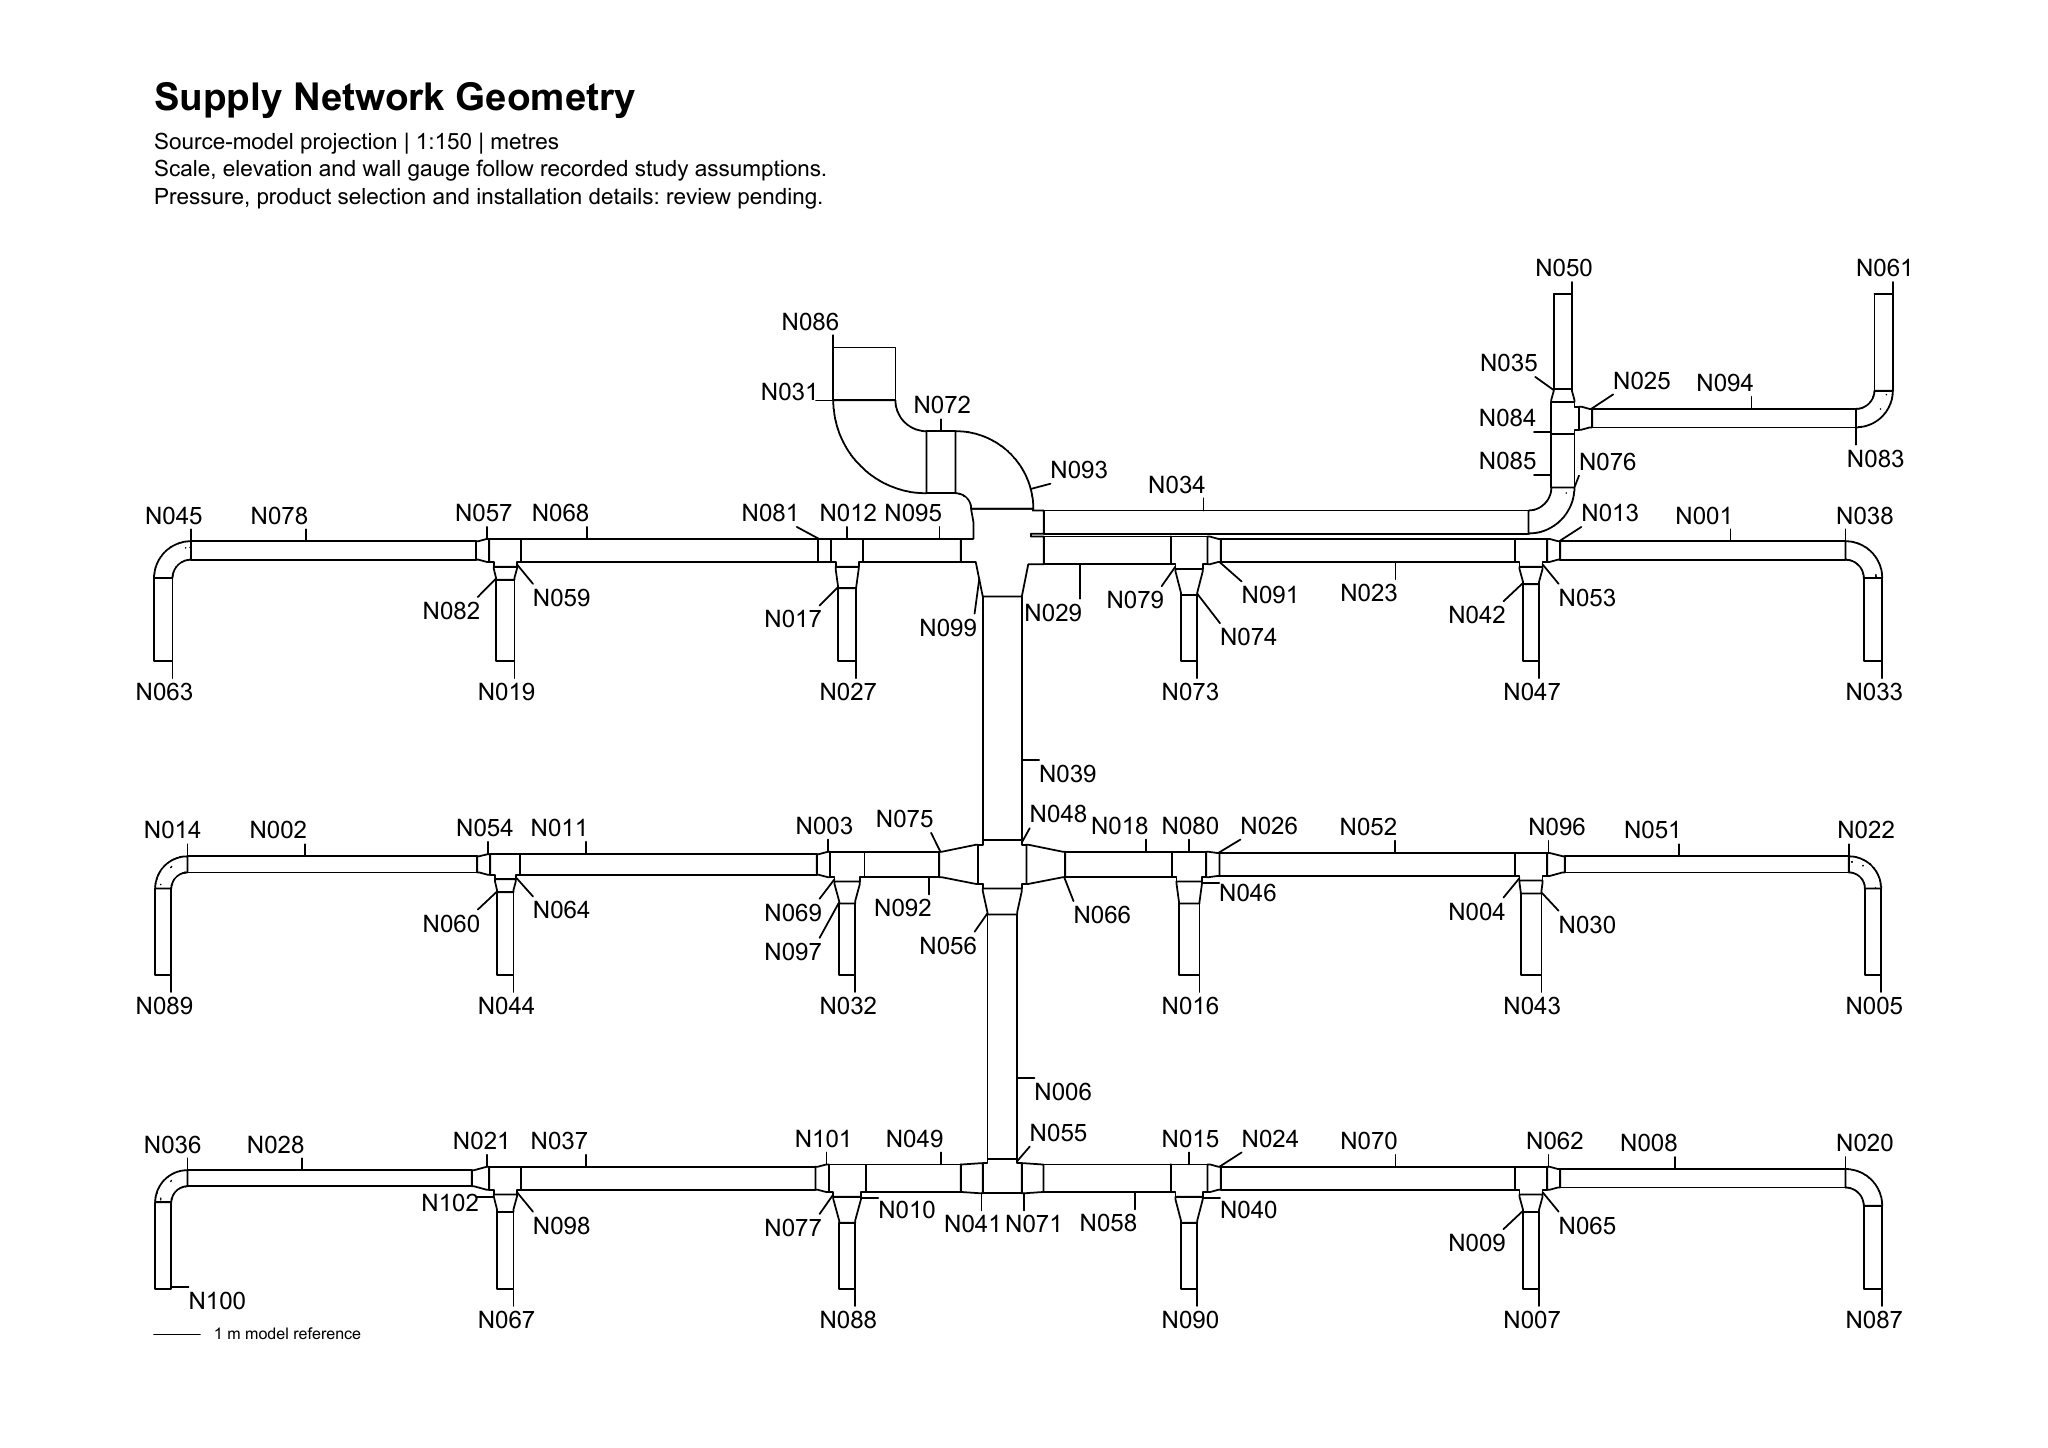 Supply Network Geometry
Source-model projection | 1:150 | metres
Scale, elevation and wall gauge follow recorded study assumptions.
Pressure, product selection and installation details: review pending.
N050 N061
N086
N035 N025 N094
N031 N072
N084
N083
N085 N076
N093
N034
N045 N078 N057 N068 N081 N012 N095 N013 N001 N038
N082 N059 N017 N099 N029 N079 N091 N023 N042 N053
N074
N063 N019 N027 N073 N047 N033
N039
N048
N014 N002 N054 N011 N003 N075 N018 N080 N026 N052 N096 N051 N022
N060 N064 N069 N092 N066 N046 N004 N030
N097 N056
N089 N044 N032 N016 N043 N005
N006
N055
N036 N028 N021 N037 N101 N049 N015 N024 N070 N062 N008 N020
N102 N098 N077 N010 N041 N071 N058 N040 N009 N065
N100
N067 N088 N090 N007 N087
1 m model reference